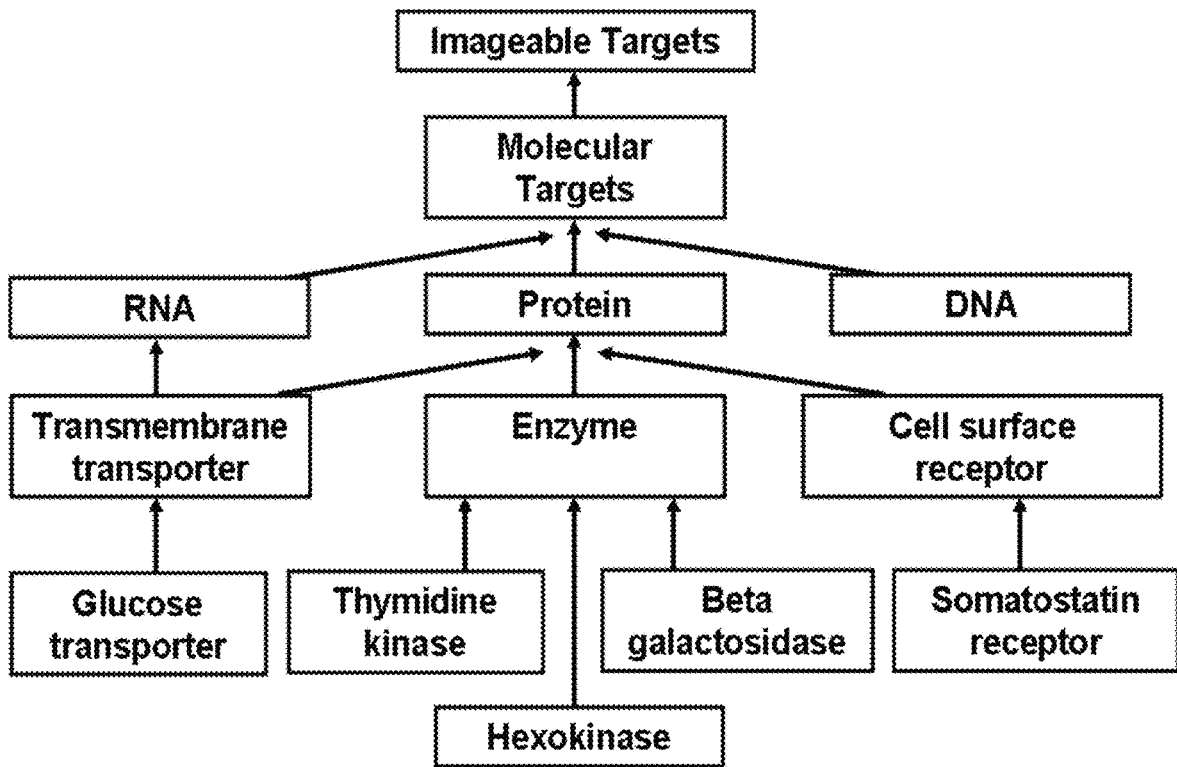 Imageable Targets
Molecular
Targets
RNA
Protein
DNA
Transmembrane
transporter
Enzyme
Cell surface
receptor
Glucose
transporter
Thymidine
kinase
Beta
galactosidase
Somatostatin
receptor
Hexokinase